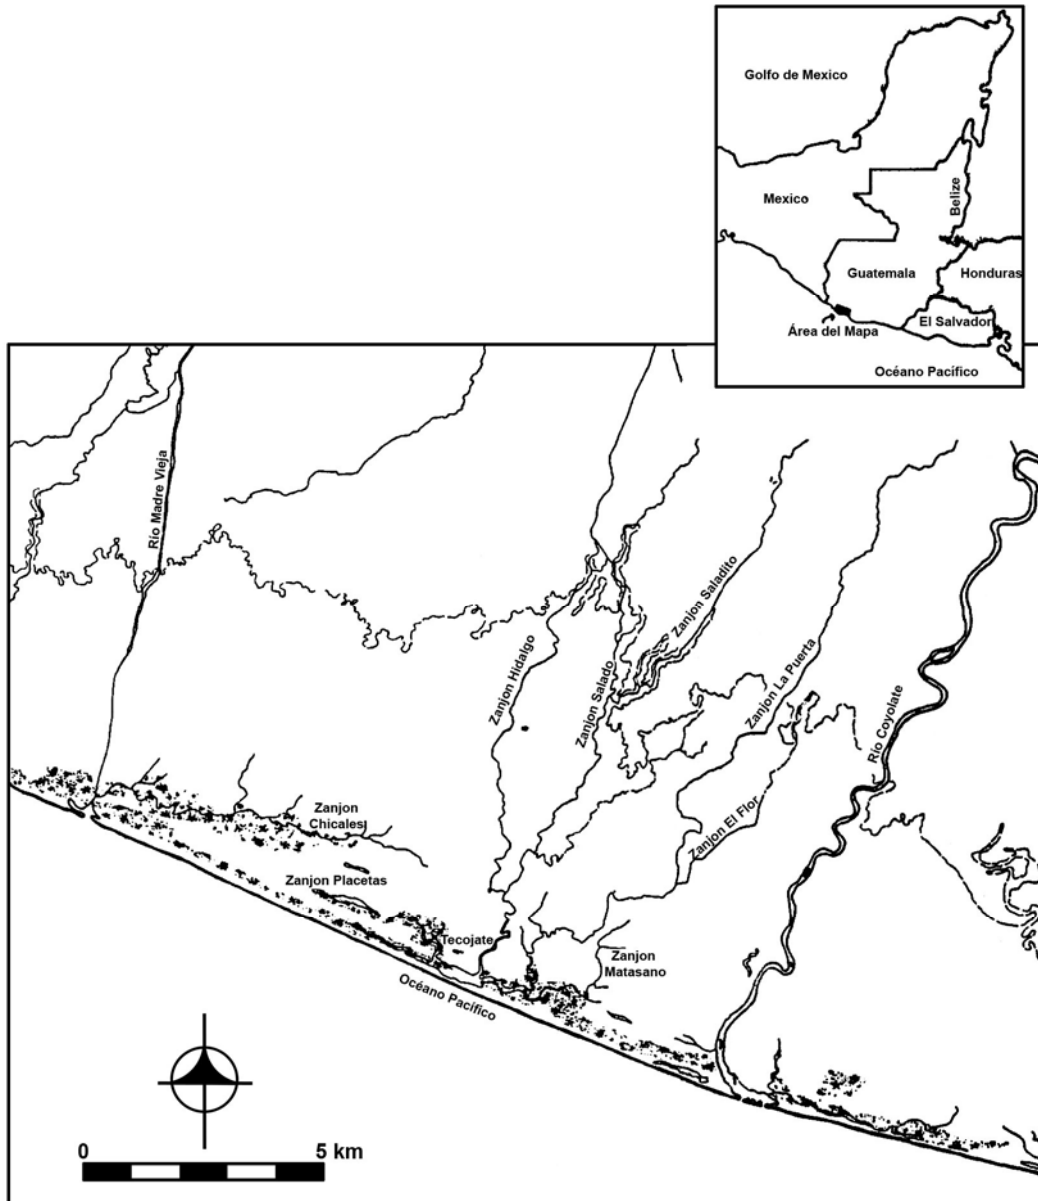 Golfo de Mexico
Mexico
Belize
Guatemala
Honduras
El Salvador
Área del Mapa
Océano Pacífico
Río Madre Vieja
Zanjon Hidalgo
Zanjon Salado
Zanjon Saladito
Zanjon La Puerta
Río Coyolate
Zanjon El Flor
Zanjon
Chicales
Zanjon Placetas
Tecojate
Zanjon
Matasano
Océano Pacífico
0 5 km